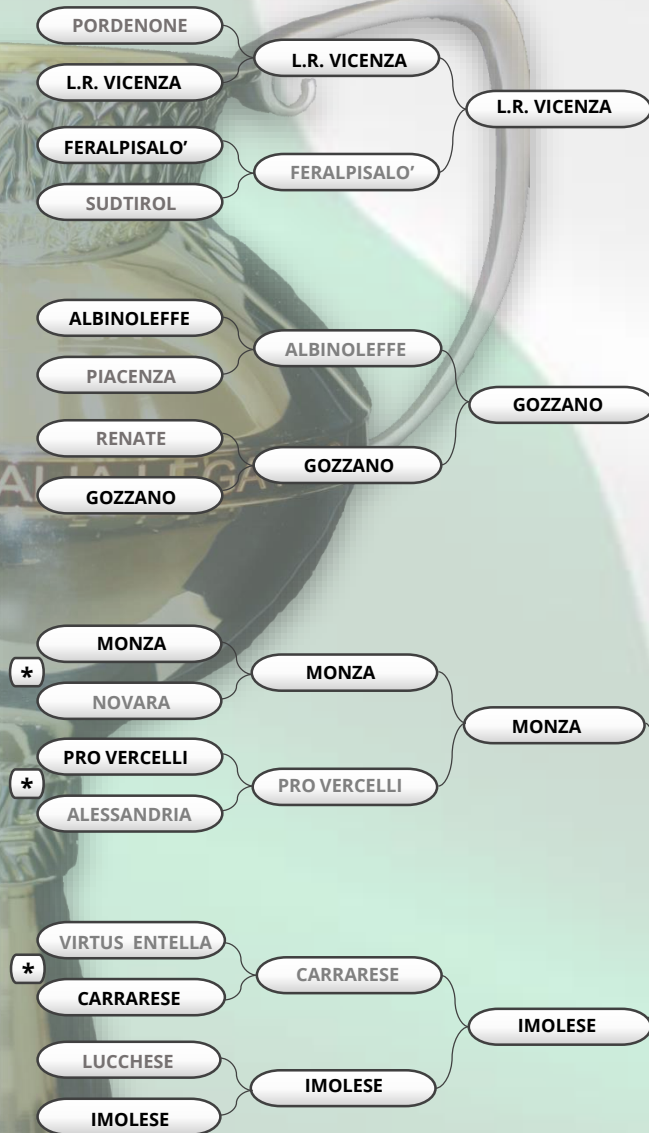 PORDENONE
L.R. VICENZA
L.R. VICENZA
L.R. VICENZA
FERALPISALO'
FERALPISALO'
SUDTIROL
ALBINOLEFFE
ALBINOLEFFE
PIACENZA
GOZZANO
RENATE
GOZZANO
GOZZANO
MONZA
*
MONZA
NOVARA
MONZA
PRO VERCELLI
*
PRO VERCELLI
ALESSANDRIA
VIRTUS ENTELLA
*
CARRARESE
CARRARESE
IMOLESE
LUCCHESE
IMOLESE
IMOLESE